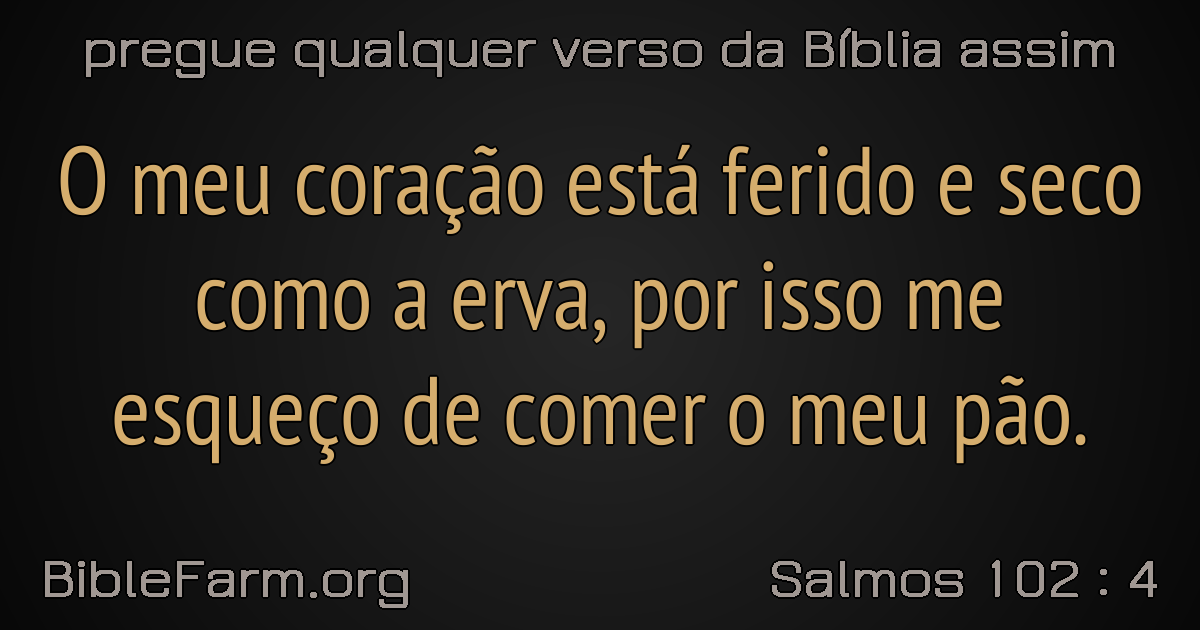 pregue qualquer verso da Bíblia assim
O meu coração está ferido e seco
como a erva, por isso me
esqueço de comer o meu pão.
BibleFarm.org
Salmos 102 : 4